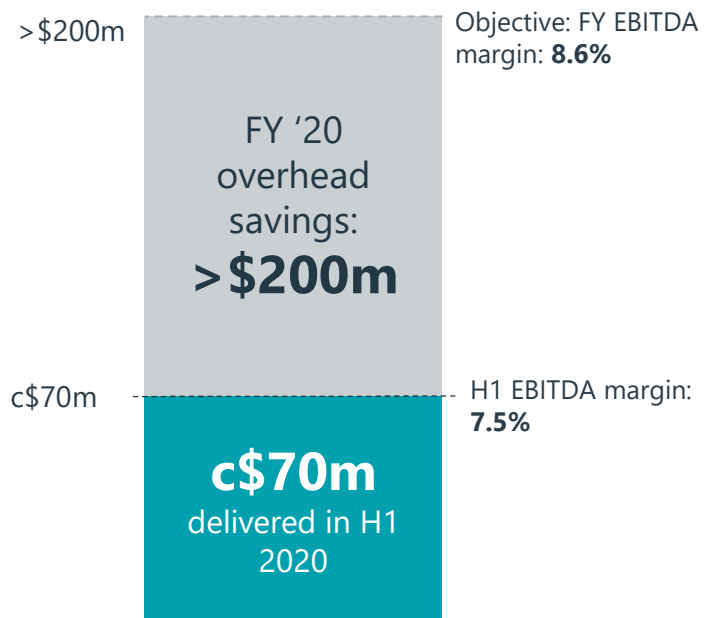 >$200m
Objective: FY EBITDA
margin: 8.6%
FY ‘20
overhead
savings:
>$200m
c$70m
H1 EBITDA margin:
7.5%
c$70m
delivered in H1
2020